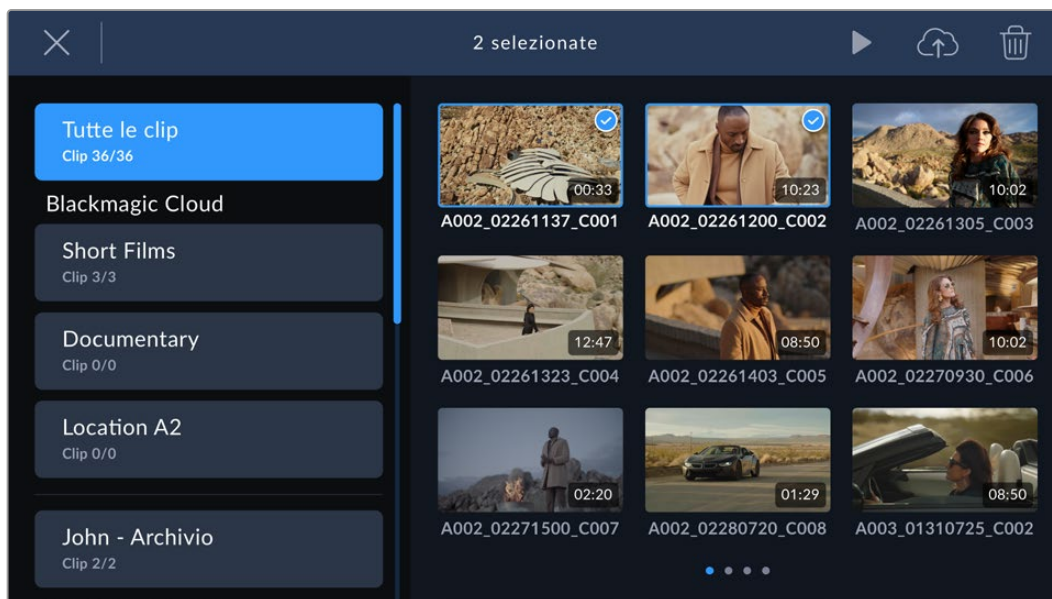 2 selezionate
Tutte le clip
Clip 36/36
Blackmagic Cloud
Short Films
Clip 3/3
Documentary
Clip 0/0
Location A2
Clip 0/0
John - Archivio
Clip 2/2
00:33
10:23
10:02
A002_02261137_C001
A002_02261200_C002
A002_02261305_C003
12:47
08:50
10:02
A002_02261323_C004
A002_02261403_C005
A002_02270930_C006
02:20
01:29
08:50
A002_02271500_C007
A002_02280720_C008
A003_01310725_C002